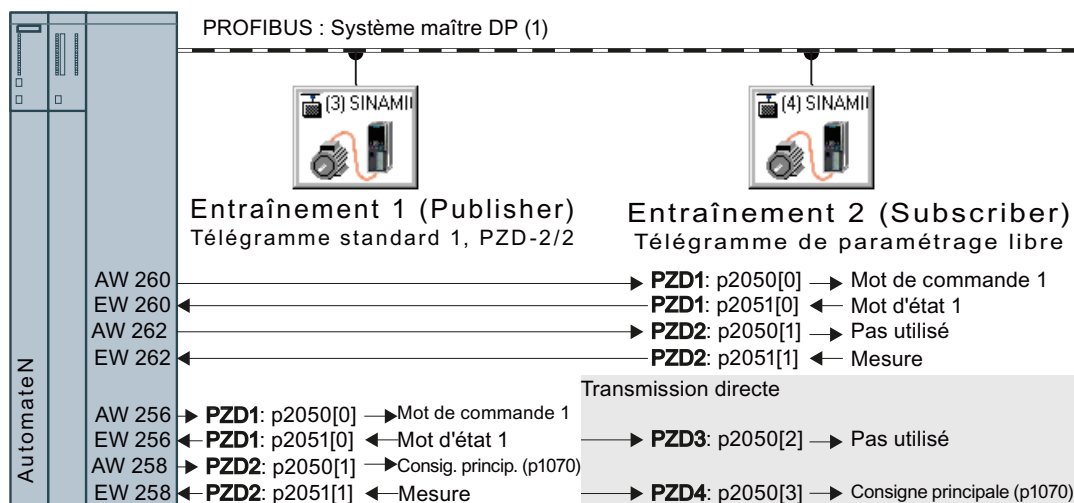 PROFIBUS : Système maître DP (1)
(3) SINAMI
(4) SINAMI
Entraînement 1 (Publisher)
Télégramme standard 1, PZD-2/2
Entraînement 2 (Subscriber)
Télégramme de paramétrage libre
AutomateN
AW 260 PZD1: p2050[0] Mot de commande 1
EW 260 PZD1: p2051[0] Mot d'état 1
AW 262 PZD2: p2050[1] Pas utilisé
EW 262 PZD2: p2051[1] Mesure
Transmission directe
AW 256 PZD1: p2050[0] Mot de commande 1
EW 256 PZD1: p2051[0] Mot d'état 1 PZD3: p2050[2] Pas utilisé
AW 258 PZD2: p2050[1] Consig. princip. (p1070)
EW 258 PZD2: p2051[1] Mesure PZD4: p2050[3] Consigne principale (p1070)